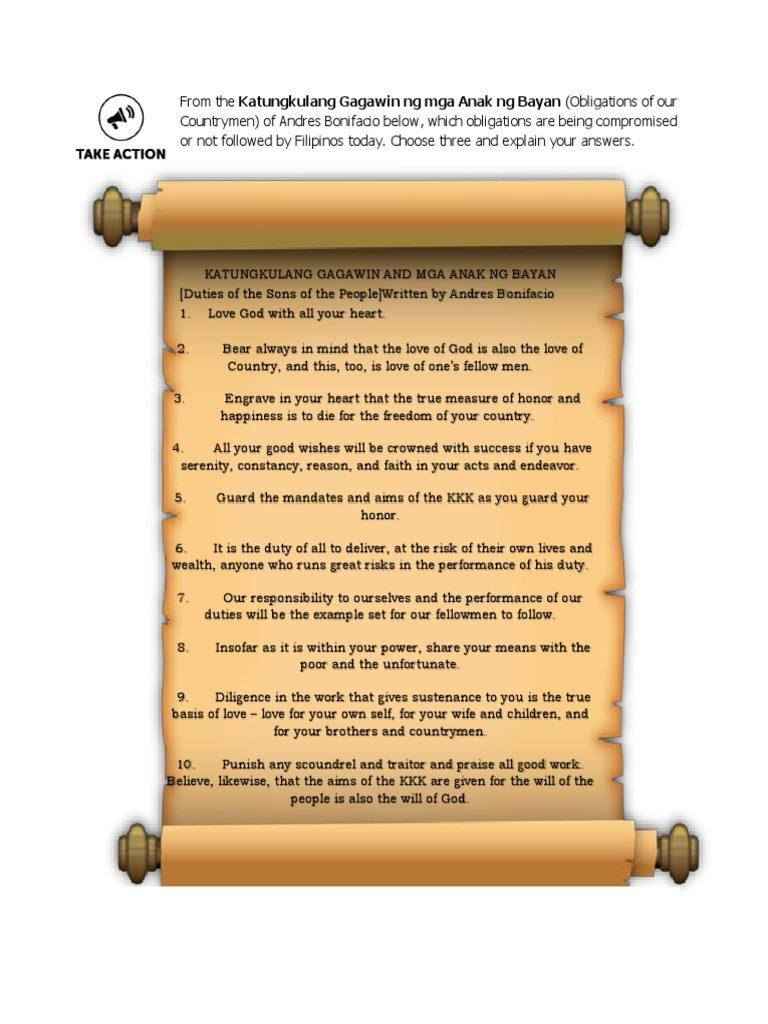 From the Katungkulang Gagawin ng mga Anak ng Bayan (Obligations of our
Countrymen) of Andres Bonifacio below, which obligations are being compromised
or not followed by Filipinos today. Choose three and explain your answers.
TAKE ACTION
KATUNGKULANG GAGAWIN AND MGA ANAK NG BAYAN
[Duties of the Sons of the People]Written by Andres Bonifacio
1. Love God with all your heart.
2. Bear always in mind that the love of God is also the love of
Country, and this, too, is love of one's fellow men.
3. Engrave in your heart that the true measure of honor and
happiness is to die for the freedom of your country.
4. All your good wishes will be crowned with success if you have
serenity, constancy, reason, and faith in your acts and endeavor.
5. Guard the mandates and aims of the KKK as you guard your
honor.
6. It is the duty of all to deliver, at the risk of their own lives and
wealth, anyone who runs great risks in the performance of his duty.
7. Our responsibility to ourselves and the performance of our
duties will be the example set for our fellowmen to follow.
8. Insofar as it is within your power, share your means with the
poor and the unfortunate.
9. Diligence in the work that gives sustenance to you is the true
basis of love – love for your own self, for your wife and children, and
for your brothers and countrymen.
10. Punish any scoundrel and traitor and praise all good work.
Believe, likewise, that the aims of the KKK are given for the will of the
people is also the will of God.